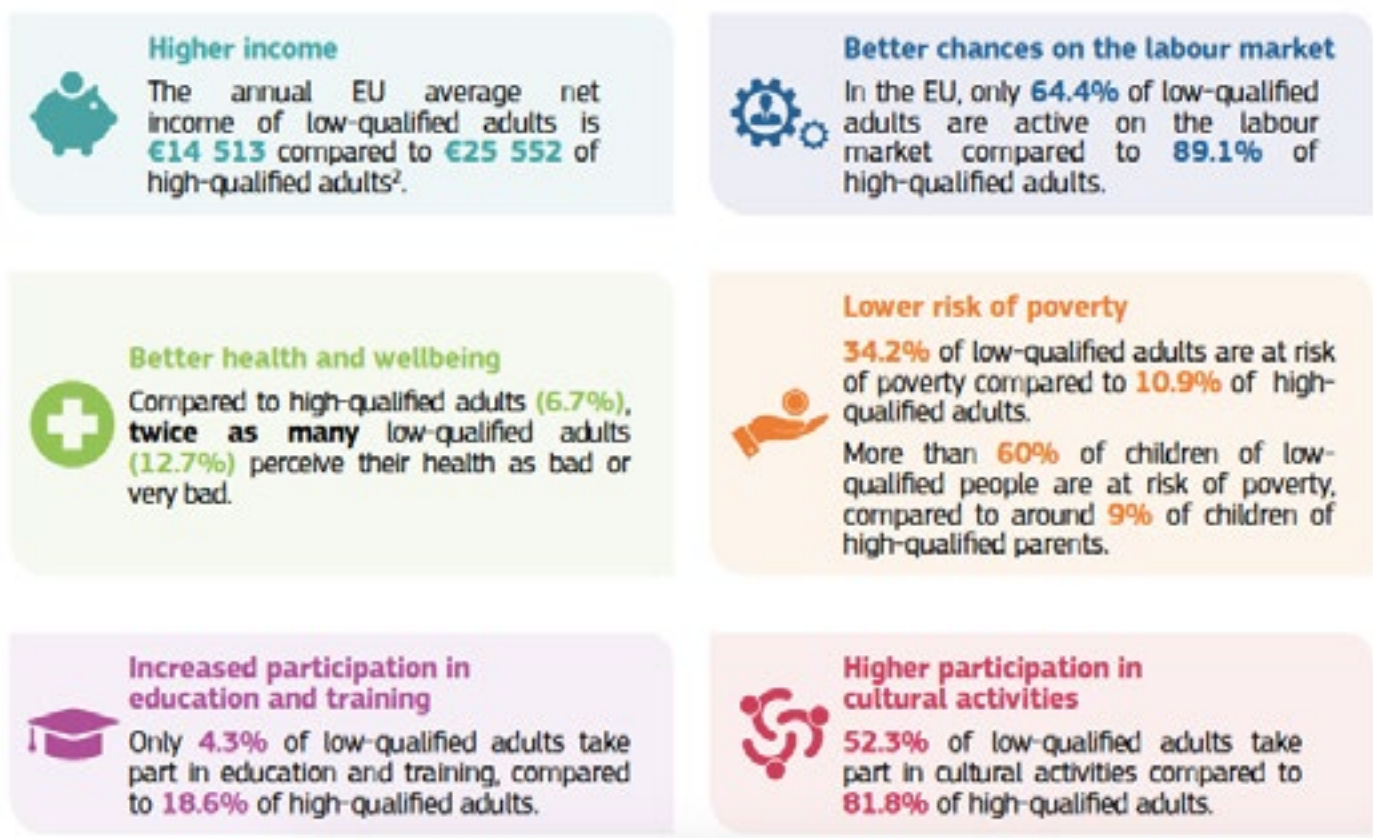 Higher income
The annual EU average net
income of low-qualified adults is
€14 513 compared to €25 552 of
high-qualified adults².
Better chances on the labour market
In the EU, only 64.4% of low-qualified
adults are active on the labour
market compared to 89.1% of
high-qualified adults.
Better health and wellbeing
Compared to high-qualified adults (6.7%),
twice as many low-qualified adults
(12.7%) perceive their health as bad or
very bad.
Lower risk of poverty
34.2% of low-qualified adults are at risk
of poverty compared to 10.9% of high-
qualified adults.
More than 60% of children of low-
qualified people are at risk of poverty,
compared to around 9% of children of
high-qualified parents.
Increased participation in
education and training
Only 4.3% of low-qualified adults take
part in education and training, compared
to 18.6% of high-qualified adults.
Higher participation in
cultural activities
52.3% of low-qualified adults take
part in cultural activities compared to
81.8% of high-qualified adults.